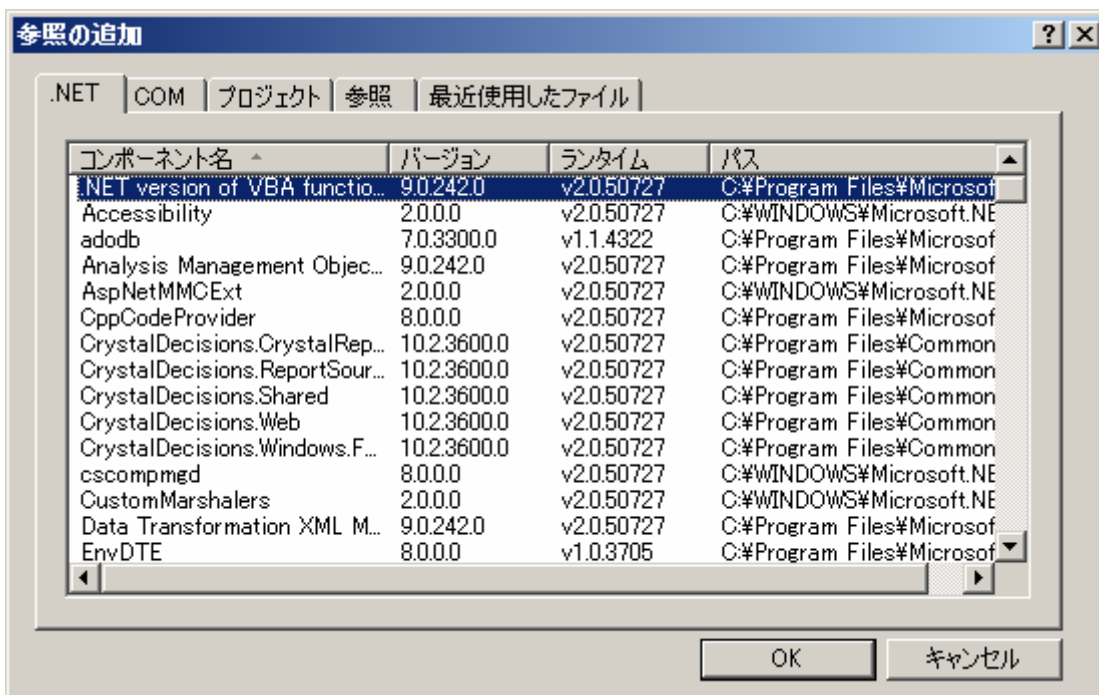 参照の追加
.NET COM プロジェクト 参照 最近使用したファイル
コンポーネント名 バージョン ランタイム パス
.NET version of VBA functio... 9.0.242.0 v2.0.50727 C:¥Program Files¥Microsof
Accessibility 2.0.0.0 v2.0.50727 C:¥WINDOWS¥Microsoft.NE
adodb 7.0.3300.0 v1.1.4322 C:¥Program Files¥Microsof
Analysis Management Objec... 9.0.242.0 v2.0.50727 C:¥Program Files¥Microsof
AspNetMMCExt 2.0.0.0 v2.0.50727 C:¥WINDOWS¥Microsoft.NE
CppCodeProvider 8.0.0.0 v2.0.50727 C:¥Program Files¥Microsof
CrystalDecisions.CrystalRep... 10.2.3600.0 v2.0.50727 C:¥Program Files¥Common
CrystalDecisions.ReportSour... 10.2.3600.0 v2.0.50727 C:¥Program Files¥Common
CrystalDecisions.Shared 10.2.3600.0 v2.0.50727 C:¥Program Files¥Common
CrystalDecisions.Web 10.2.3600.0 v2.0.50727 C:¥Program Files¥Common
CrystalDecisions.Windows.F... 10.2.3600.0 v2.0.50727 C:¥Program Files¥Common
cscompmgd 8.0.0.0 v2.0.50727 C:¥WINDOWS¥Microsoft.NE
CustomMarshalers 2.0.0.0 v2.0.50727 C:¥WINDOWS¥Microsoft.NE
Data Transformation XML M... 9.0.242.0 v2.0.50727 C:¥Program Files¥Microsof
EnvDTE 8.0.0.0 v1.0.3705 C:¥Program Files¥Microsof
OK キャンセル